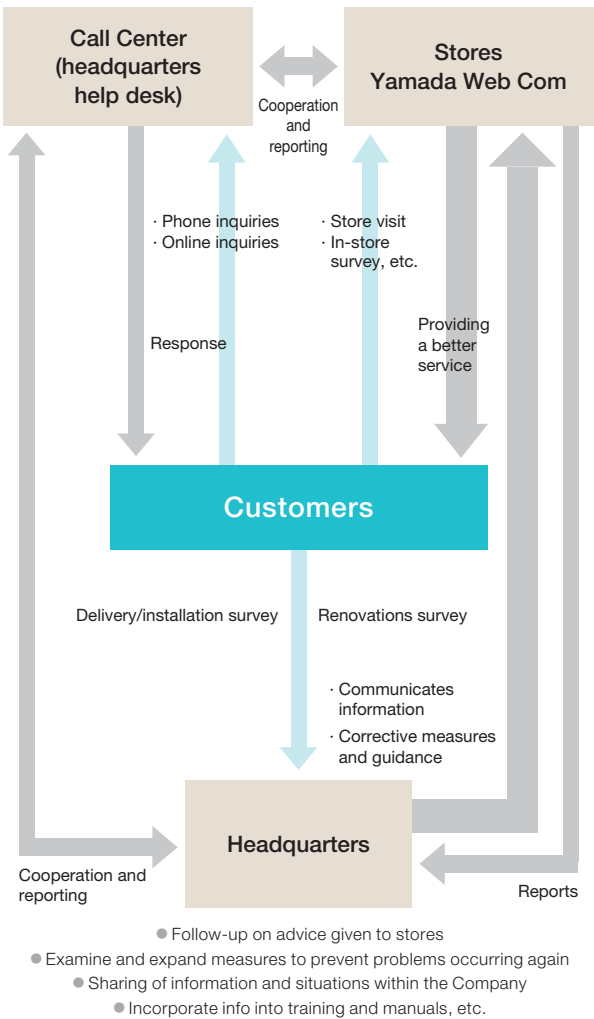 Call Center
(headquarters
help desk)
Stores
Yamada Web Com
Cooperation
and
reporting
· Phone inquiries
· Online inquiries
· Store visit
· In-store
survey, etc.
Response
Providing
a better
service
Customers
Delivery/installation survey
Renovations survey
· Communicates
information
· Corrective measures
and guidance
Headquarters
Cooperation and
reporting
Reports
● Follow-up on advice given to stores
● Examine and expand measures to prevent problems occurring again
● Sharing of information and situations within the Company
● Incorporate info into training and manuals, etc.